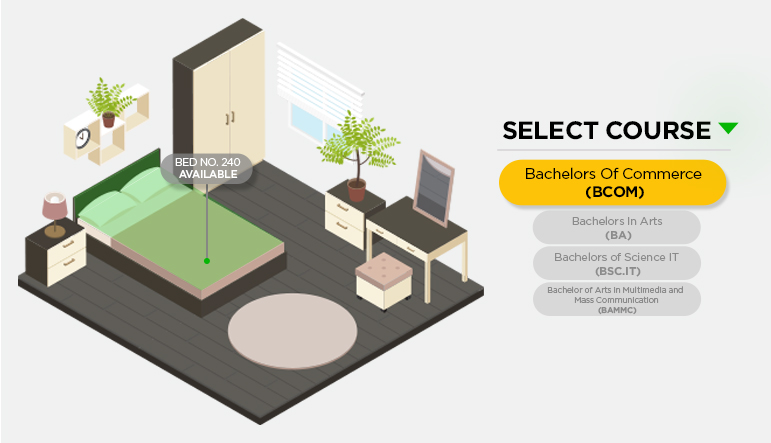 BED NO. 240
AVAILABLE
SELECT COURSE
Bachelors Of Commerce
(BCOM)
Bachelors In Arts
(BA)
Bachelors of Science IT
(BSC.IT)
Bachelor of Arts in Multimedia and
Mass Communication
(BAMMC)